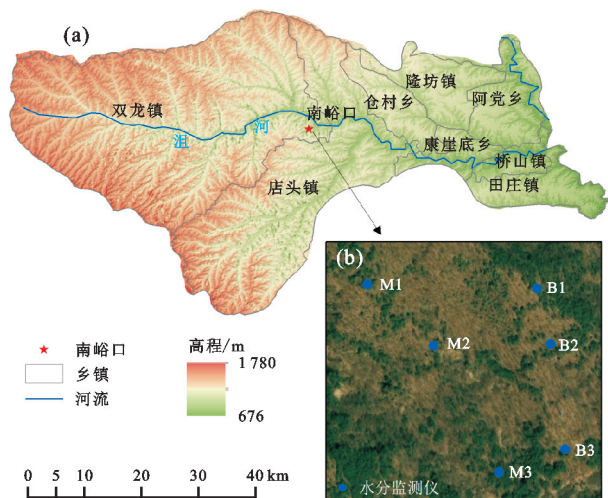 (a)
隆坊镇
阿党乡
双龙镇
南峪口
仓村乡
沮 河
康崖底乡
桥山镇
店头镇
田庄镇
(b)
M1
B1
M2
B2
B3
M3
水分监测仪
南峪口
乡镇
河流
高程/m
1 780
676
0 5 10 20 30 40 km